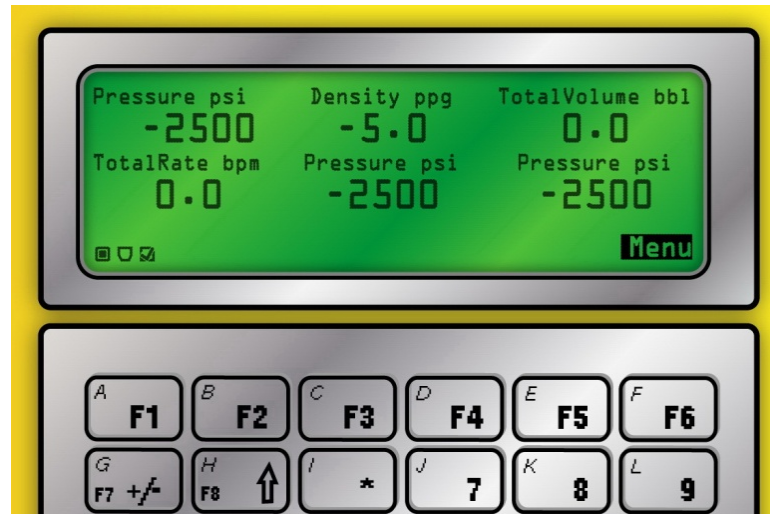 Pressure psi Density ppg TotalVolume bbl
-2500 -5.0 0.0
TotalRate bpm Pressure psi Pressure psi
0.0 -2500 -2500
Menu
A F1 B F2 C F3 D F4 E F5 F F6
G F7 +/- H F8 I * J 7 K 8 L 9